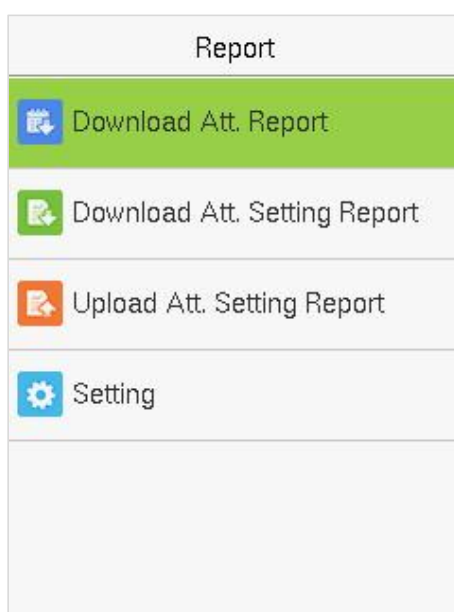 Report
Download Att. Report
Download Att. Setting Report
Upload Att. Setting Report
Setting